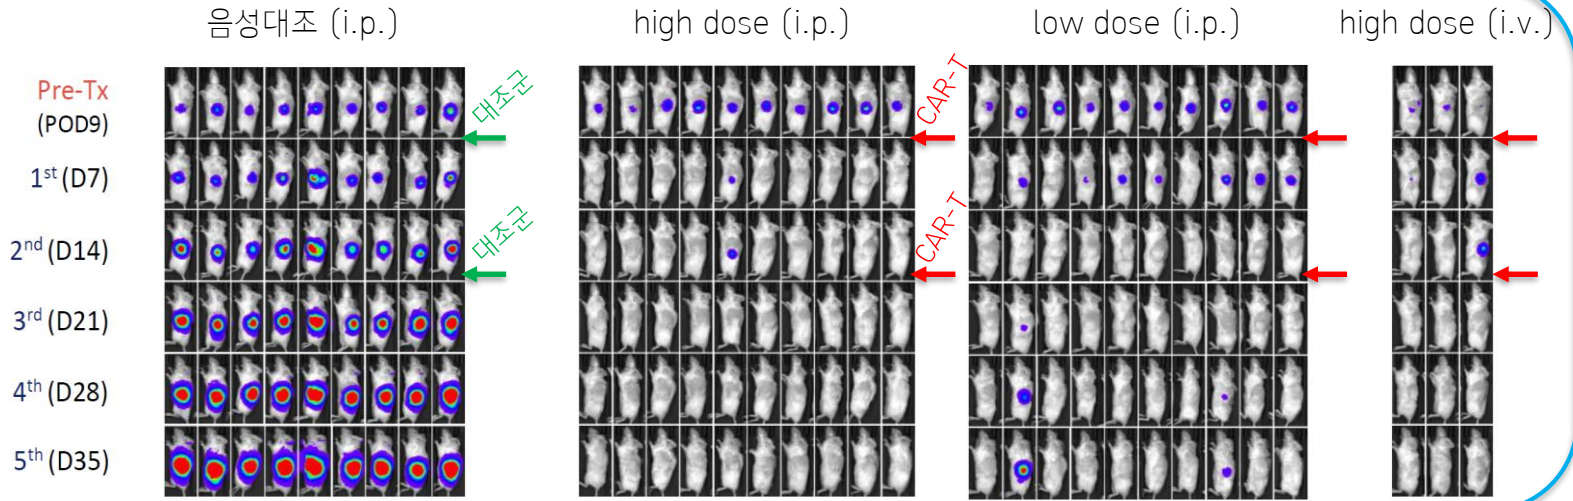 음성대조 (i.p.)
high dose (i.p.)
low dose (i.p.)
high dose (i.v.)
Pre-Tx
(POD9)
대조군
CAR-T
1st (D7)
2nd (D14)
대조군
CAR-T
3rd (D21)
4th (D28)
5th (D35)